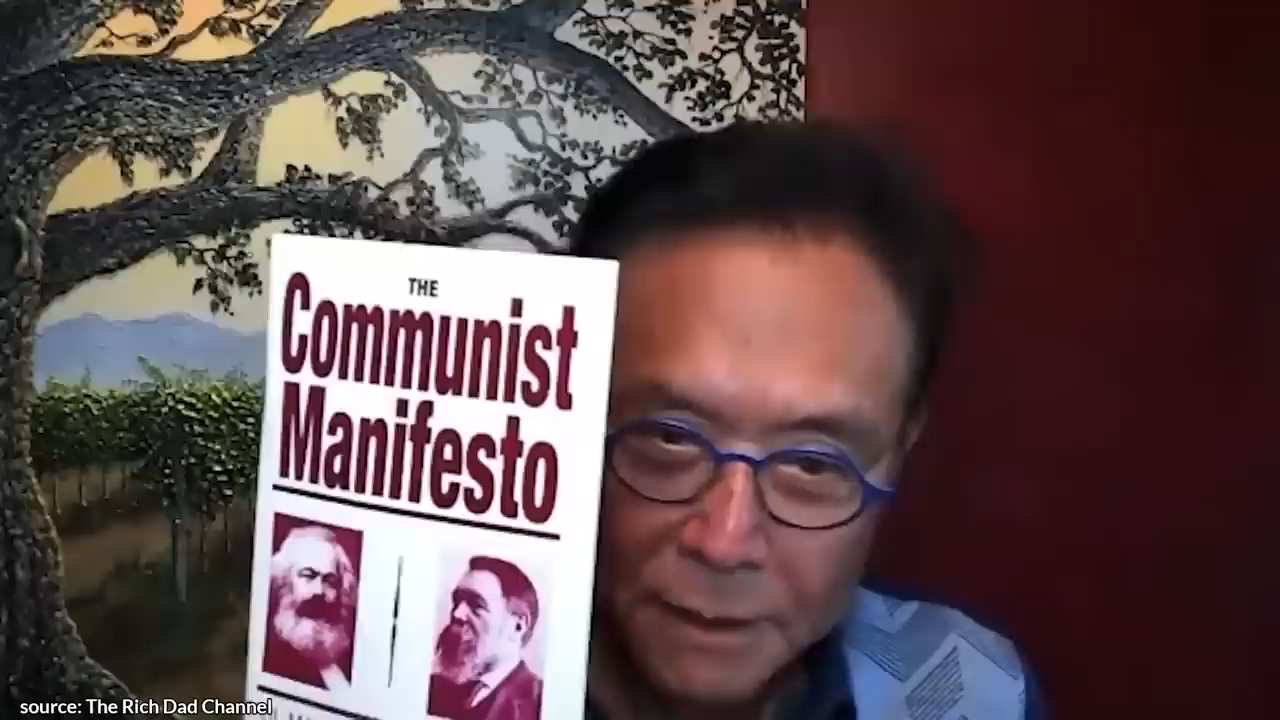 THE
Communist
Manifesto
source: The Rich Dad Channel